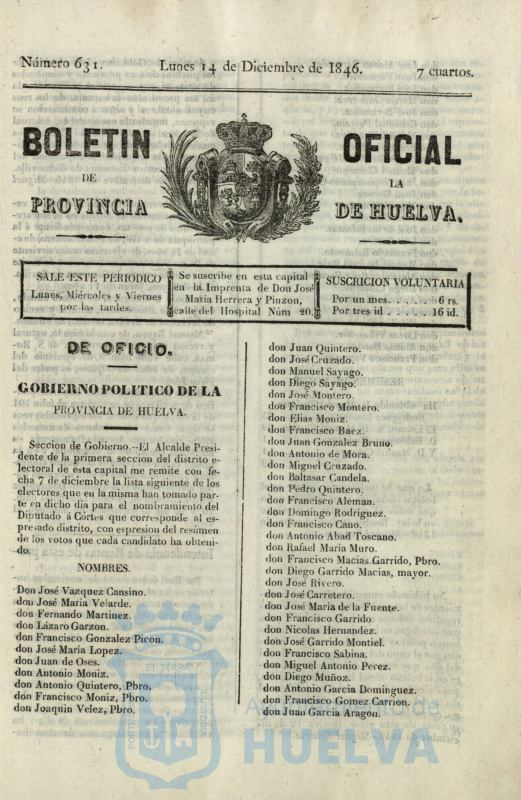 Número 631.
Lunes 14 de Diciembre de 1846.
7 cuartos.
BOLETIN OFICIAL
DE LA
PROVINCIA DE HUELVA.
SALE ESTE PERIODICO
Lunes, Miércoles y Viernes
por las tardes.
Se suscribe en esta capital
en la Imprenta de Don José
María Herrera y Pinzon,
calle del Hospital Núm 20.
SUSCRICION VOLUNTARIA
Por un mes. . . . . . 6 rs.
Por tres id . . . . . 16 id.
DE OFICIO.
GOBIERNO POLITICO DE LA
PROVINCIA DE HUELVA.
Seccion de Gobierno.--El Alcalde Presi-
dente de la primera seccion del distrito e-
lectoral de esta capital me remite con fe-
cha 7 de diciembre la lista siguiente de los
electores que en la misma han tomado par-
te en dicho dia para el nombramiento del
Diputado á Córtes que corresponde al es-
presado distrito, con espresion del resúmen
de los votos que cada candidato ha obteni-
do.
NOMBRES.
Don José Vazquez Cansino.
don José María Velarde.
don Fernando Martinez.
don Lázaro Garzon.
don Francisco Gonzalez Picon.
don José María Lopez.
don Juan de Oses.
don Antonio Moniz.
don Antonio Quintero, Pbro.
don Francisco Moniz, Pbro.
don Joaquin Velez, Pbro.
don Juan Quintero.
don José Cruzado.
don Manuel Sayago.
don Diego Sayago.
don José Montero.
don Francisco Montero.
don Elias Moniz.
don Francisco Baez.
don Juan Gonzalez Bruno.
don Antonio de Mora.
don Miguel Cruzado.
don Baltasar Candela.
don Pedro Quintero.
don Francisco Aleman.
don Domingo Rodriguez.
don Francisco Cano.
don Antonio Abad Toscano.
don Rafael María Muro.
don Francisco Macias Garrido, Pbro.
don Diego Garrido Macias, mayor.
don José Rivero.
don José Carretero.
don José María de la Fuente.
don Francisco Garrido.
don Nicolas Hernandez.
don José Garrido Montiel.
don Francisco Sabina.
don Miguel Antonio Perez.
don Diego Muñoz.
don Antonio Garcia Dominguez.
don Francisco Gomez Carrion.
don Juan Garcia Aragon.
HUELVA